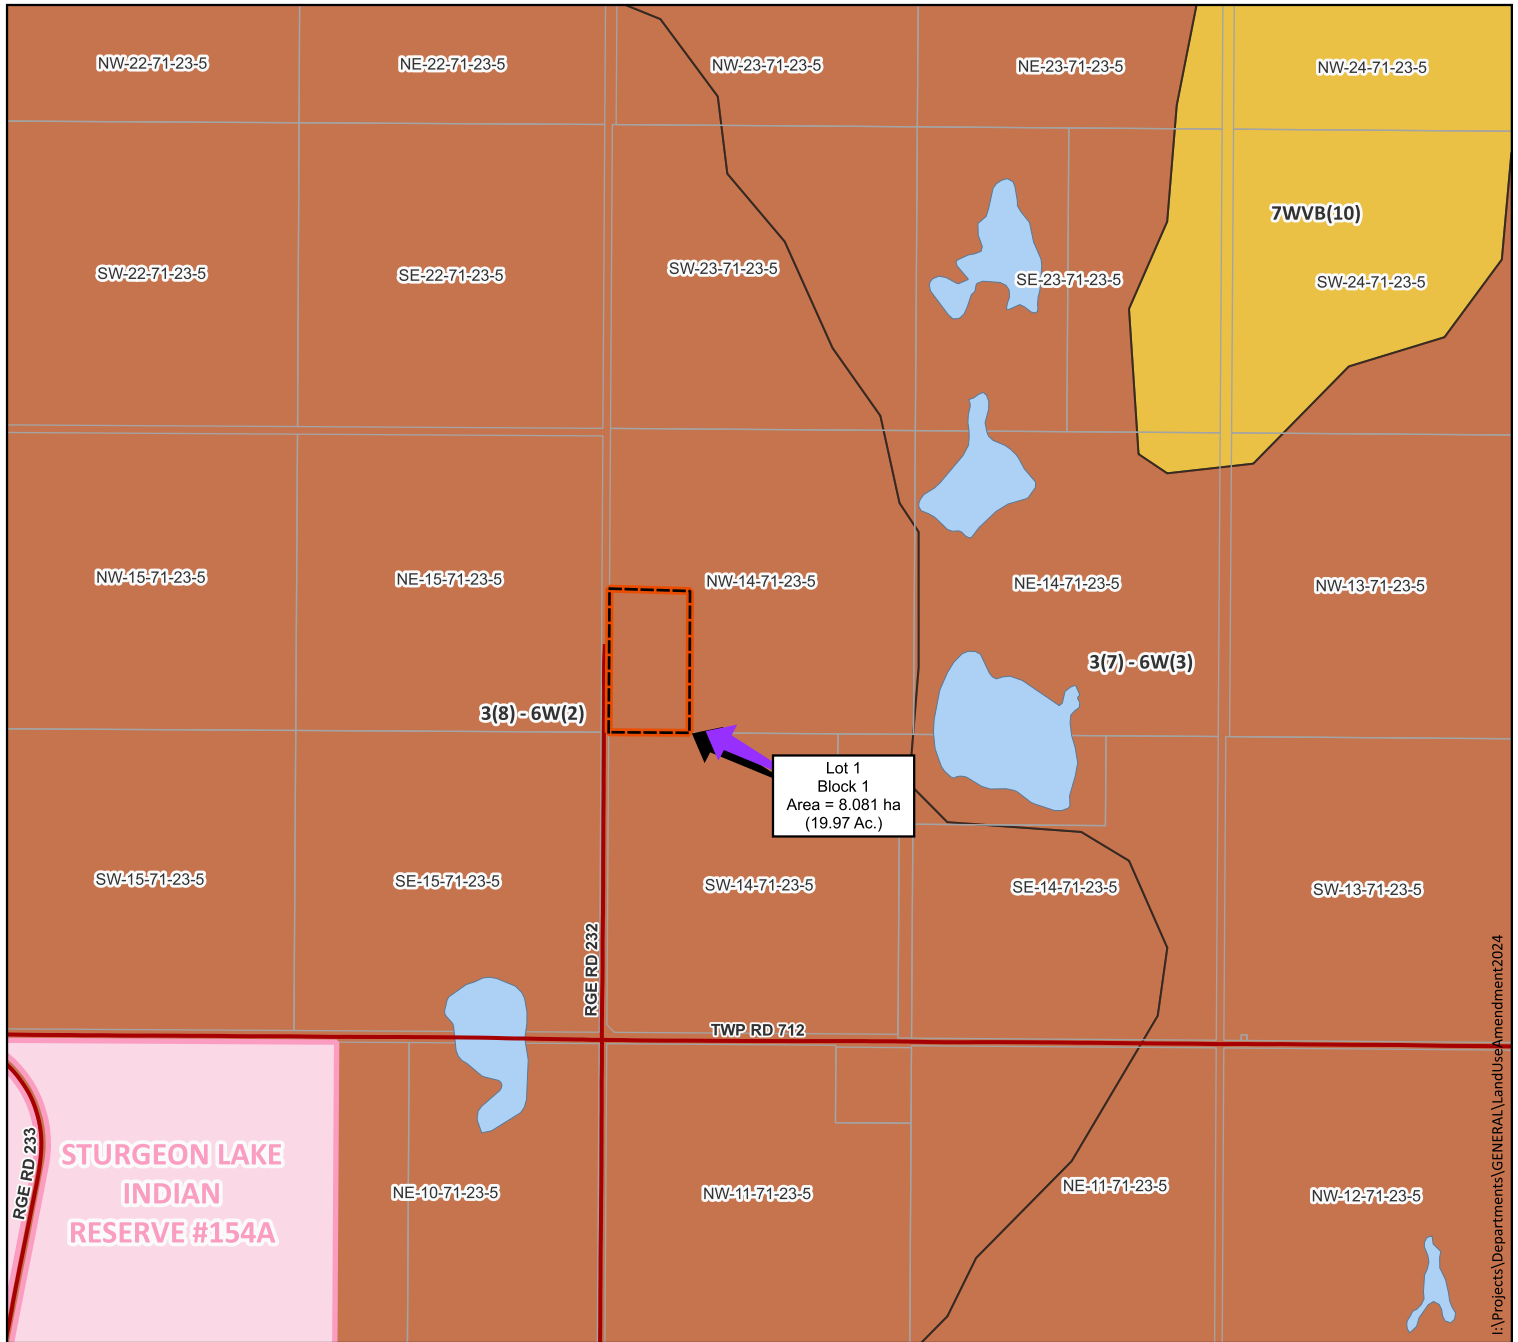 NW-22-71-23-5
NE-22-71-23-5
NW-23-71-23-5
NE-23-71-23-5
NW-24-71-23-5
7WVB(10)
SW-22-71-23-5
SE-22-71-23-5
SW-23-71-23-5
SE-23-71-23-5
SW-24-71-23-5
NW-15-71-23-5
NE-15-71-23-5
NW-14-71-23-5
NE-14-71-23-5
NW-13-71-23-5
3(7) - 6W(3)
3(8) - 6W(2)
Lot 1
Block 1
Area = 8.081 ha
(19.97 Ac.)
SW-15-71-23-5
SE-15-71-23-5
SW-14-71-23-5
SE-14-71-23-5
SW-13-71-23-5
RGE RD 232
TWP RD 712
RGE RD 233
STURGEON LAKE
INDIAN
RESERVE #154A
NE-10-71-23-5
NW-11-71-23-5
NE-11-71-23-5
NW-12-71-23-5
I:\Projects\Departments\GENERAL\LandUseAmendment2024